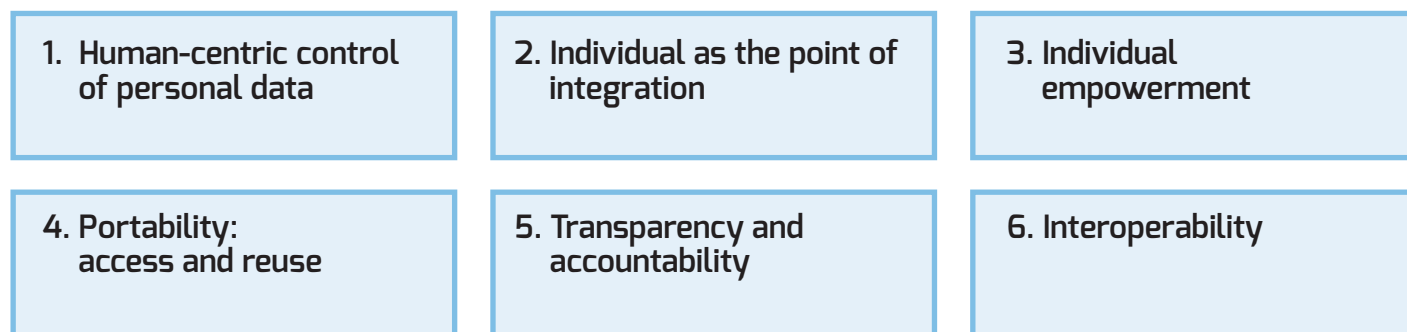 1. Human-centric control
of personal data
2. Individual as the point of
integration
3. Individual
empowerment
4. Portability:
access and reuse
5. Transparency and
accountability
6. Interoperability